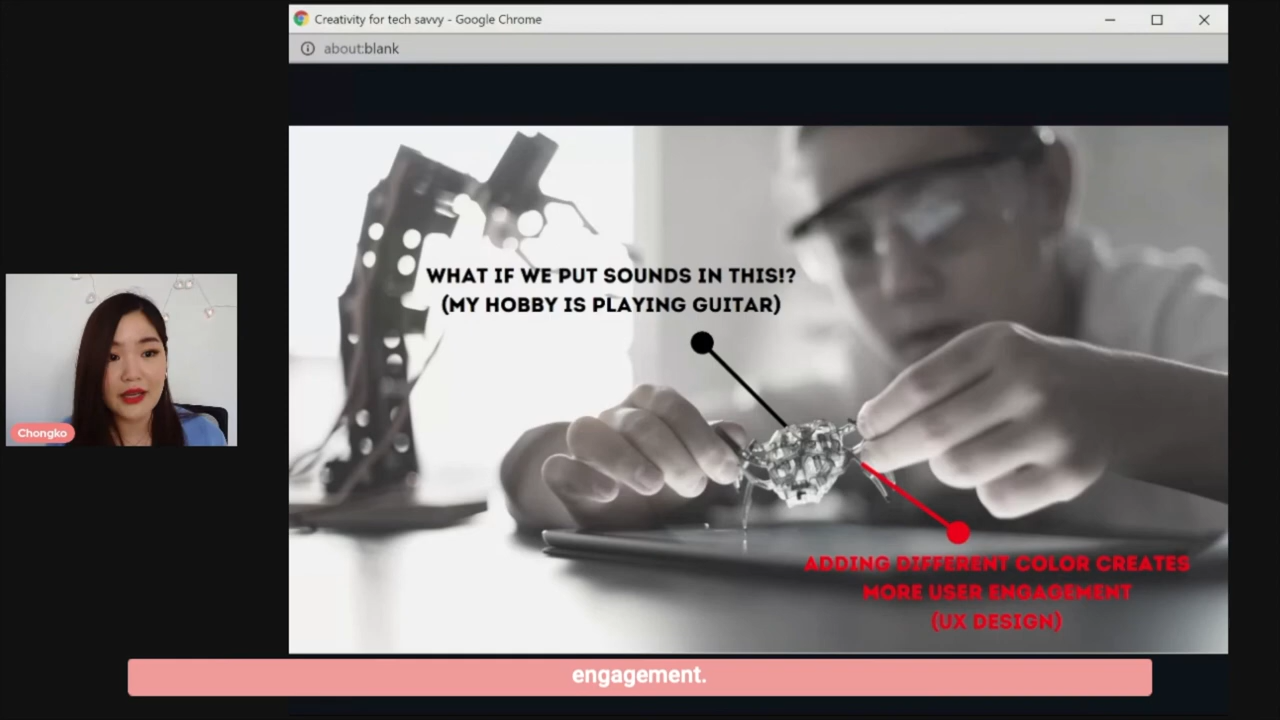 Creativity for tech savvy - Google Chrome
about:blank
WHAT IF WE PUT SOUNDS IN THIS!?
(MY HOBBY IS PLAYING GUITAR)
Chongko
ADDING DIFFERENT COLOR CREATES
MORE USER ENGAGEMENT
(UX DESIGN)
engagement.